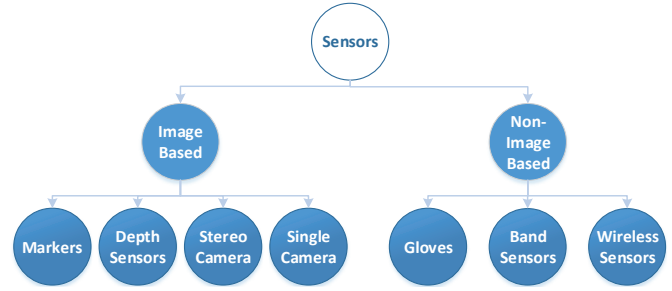 Sensors
Image
Based
Non-
Image
Based
Markers
Depth
Sensors
Stereo
Camera
Single
Camera
Gloves
Band
Sensors
Wireless
Sensors